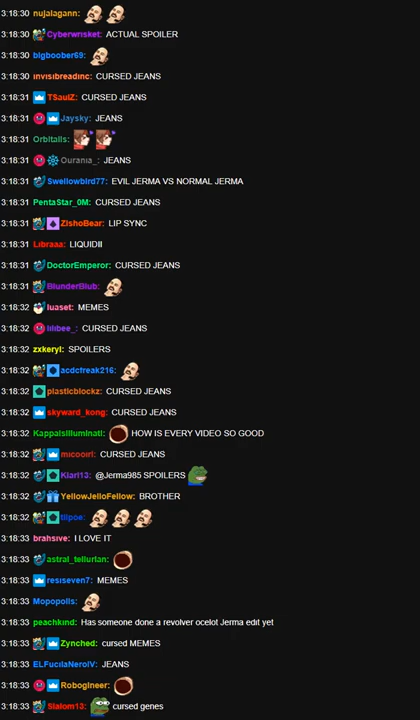 3:18:30 nujalagann:
3:18:30 Cyberwrisket: ACTUAL SPOILER
3:18:30 bigboober69:
3:18:30 invisibreadinc: CURSED JEANS
3:18:31 TSaulZ: CURSED JEANS
3:18:31 Jaysky: JEANS
3:18:31 Orbitalis:
3:18:31 Ourania_: JEANS
3:18:31 Swellowbird77: EVIL JERMA VS NORMAL JERMA
3:18:31 PentaStar_0M: CURSED JEANS
3:18:31 ZishoBear: LIP SYNC
3:18:31 Libraaa: LIQUIDII
3:18:31 DoctorEmperor: CURSED JEANS
3:18:31 BlunderBlub:
3:18:32 luaset: MEMES
3:18:32 lilibee_: CURSED JEANS
3:18:32 zxkeryl: SPOILERS
3:18:32 acdcfreak216:
3:18:32 plasticblockz: CURSED JEANS
3:18:32 skyward_kong: CURSED JEANS
3:18:32 KappaIsIlluminati: HOW IS EVERY VIDEO SO GOOD
3:18:32 micooirl: CURSED JEANS
3:18:32 Klari13: @Jerma985 SPOILERS
3:18:32 YellowJelloFellow: BROTHER
3:18:32 tilpoe:
3:18:33 brahsive: I LOVE IT
3:18:33 astral_tellurian:
3:18:33 resiseven7: MEMES
3:18:33 Mopopolis:
3:18:33 peachkind: Has someone done a revolver ocelot Jerma edit yet
3:18:33 Zynched: cursed MEMES
3:18:33 ELFucilaNeroIV: JEANS
3:18:33 RobogIneer:
3:18:33 Slalom13: cursed genes